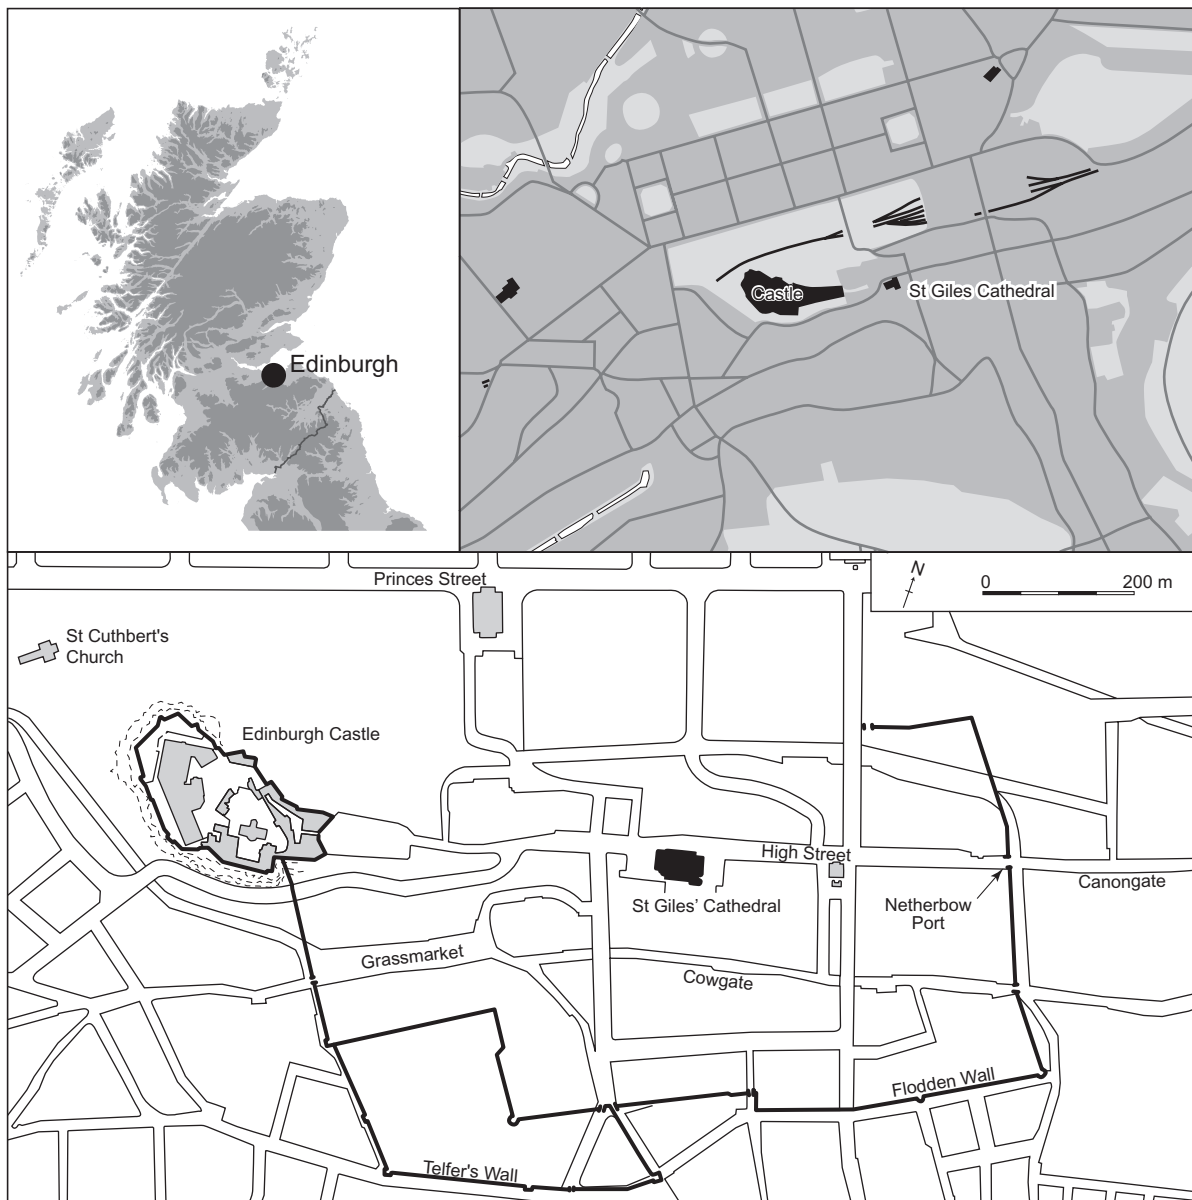 Edinburgh
Castle
St Giles Cathedral
Princes Street
N
0
200 m
St Cuthbert's
Church
Edinburgh Castle
High Street
St Giles’ Cathedral
Canongate
Netherbow
Port
Grassmarket
Cowgate
Flodden Wall
Telfer's Wall